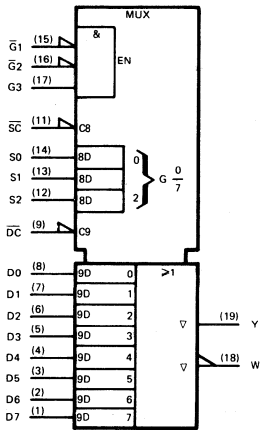 MUX
G̅1 (15) &
G̅2 (16) EN
G3 (17)
S̅C̅ (11) C8
S0 (14) 8D 0
S1 (13) 8D G 0/7
S2 (12) 8D 2
D̅C̅ (9) C9
D0 (8) 9D 0 ≥1
D1 (7) 9D 1
D2 (6) 9D 2 ▽ (19) Y
D3 (5) 9D 3
D4 (4) 9D 4 ▽ (18) W
D5 (3) 9D 5
D6 (2) 9D 6
D7 (1) 9D 7